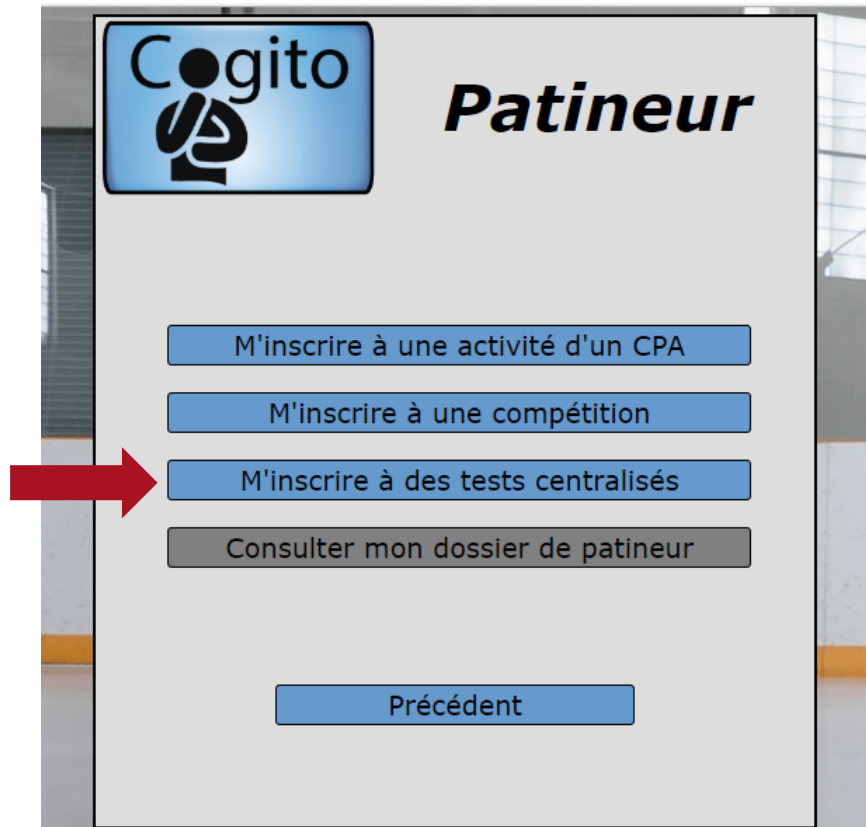 Cogito
Patineur
M'inscrire à une activité d'un CPA
M'inscrire à une compétition
M'inscrire à des tests centralisés
Consulter mon dossier de patineur
Précédent